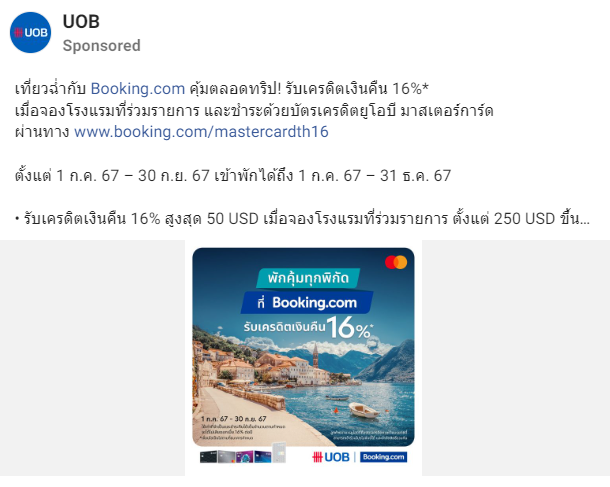 UOB
UOB
Sponsored
เที่ยวฉ่ำกับ Booking.com คุ้มตลอดทริป! รับเครดิตเงินคืน 16%*
เมื่อจองโรงแรมที่ร่วมรายการ และชำระด้วยบัตรเครดิตยูโอบี มาสเตอร์การ์ด
ผ่านทาง www.booking.com/mastercardth16
ตั้งแต่ 1 ก.ค. 67 – 30 ก.ย. 67 เข้าพักได้ถึง 1 ก.ค. 67 – 31 ธ.ค. 67
• รับเครดิตเงินคืน 16% สูงสุด 50 USD เมื่อจองโรงแรมที่ร่วมรายการ ตั้งแต่ 250 USD ขึ้น...
พักคุ้มทุกพิกัด
ที่ Booking.com
รับเครดิตเงินคืน 16%*
1 ก.ค. 67 - 30 ก.ย. 67
UOB | Booking.com